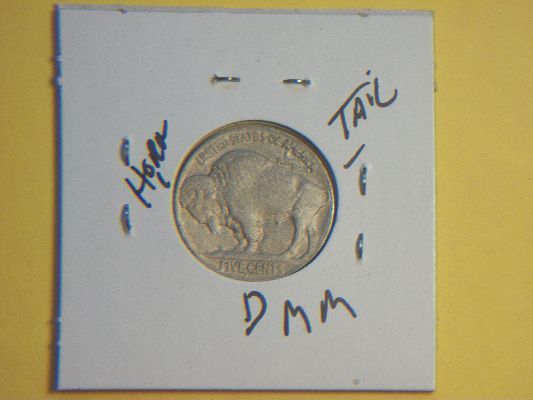 TAIL
HORN
UNITED STATES OF AMERICA
FIVE CENTS
D MM